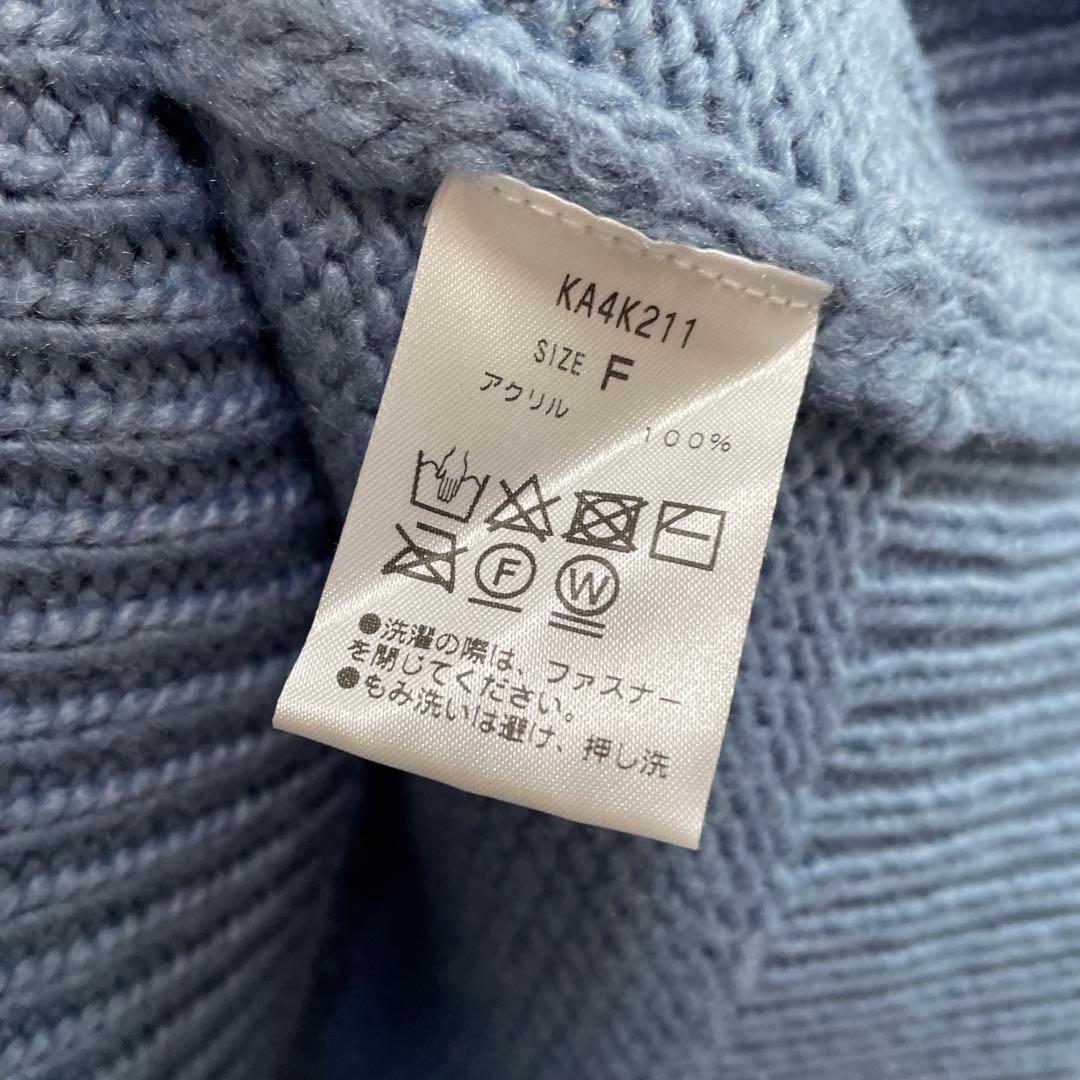 KA4K211
SIZE F
アクリル 100%
F W
●洗濯の際は、ファスナー
を閉じてください。
●もみ洗いは避け、押し洗